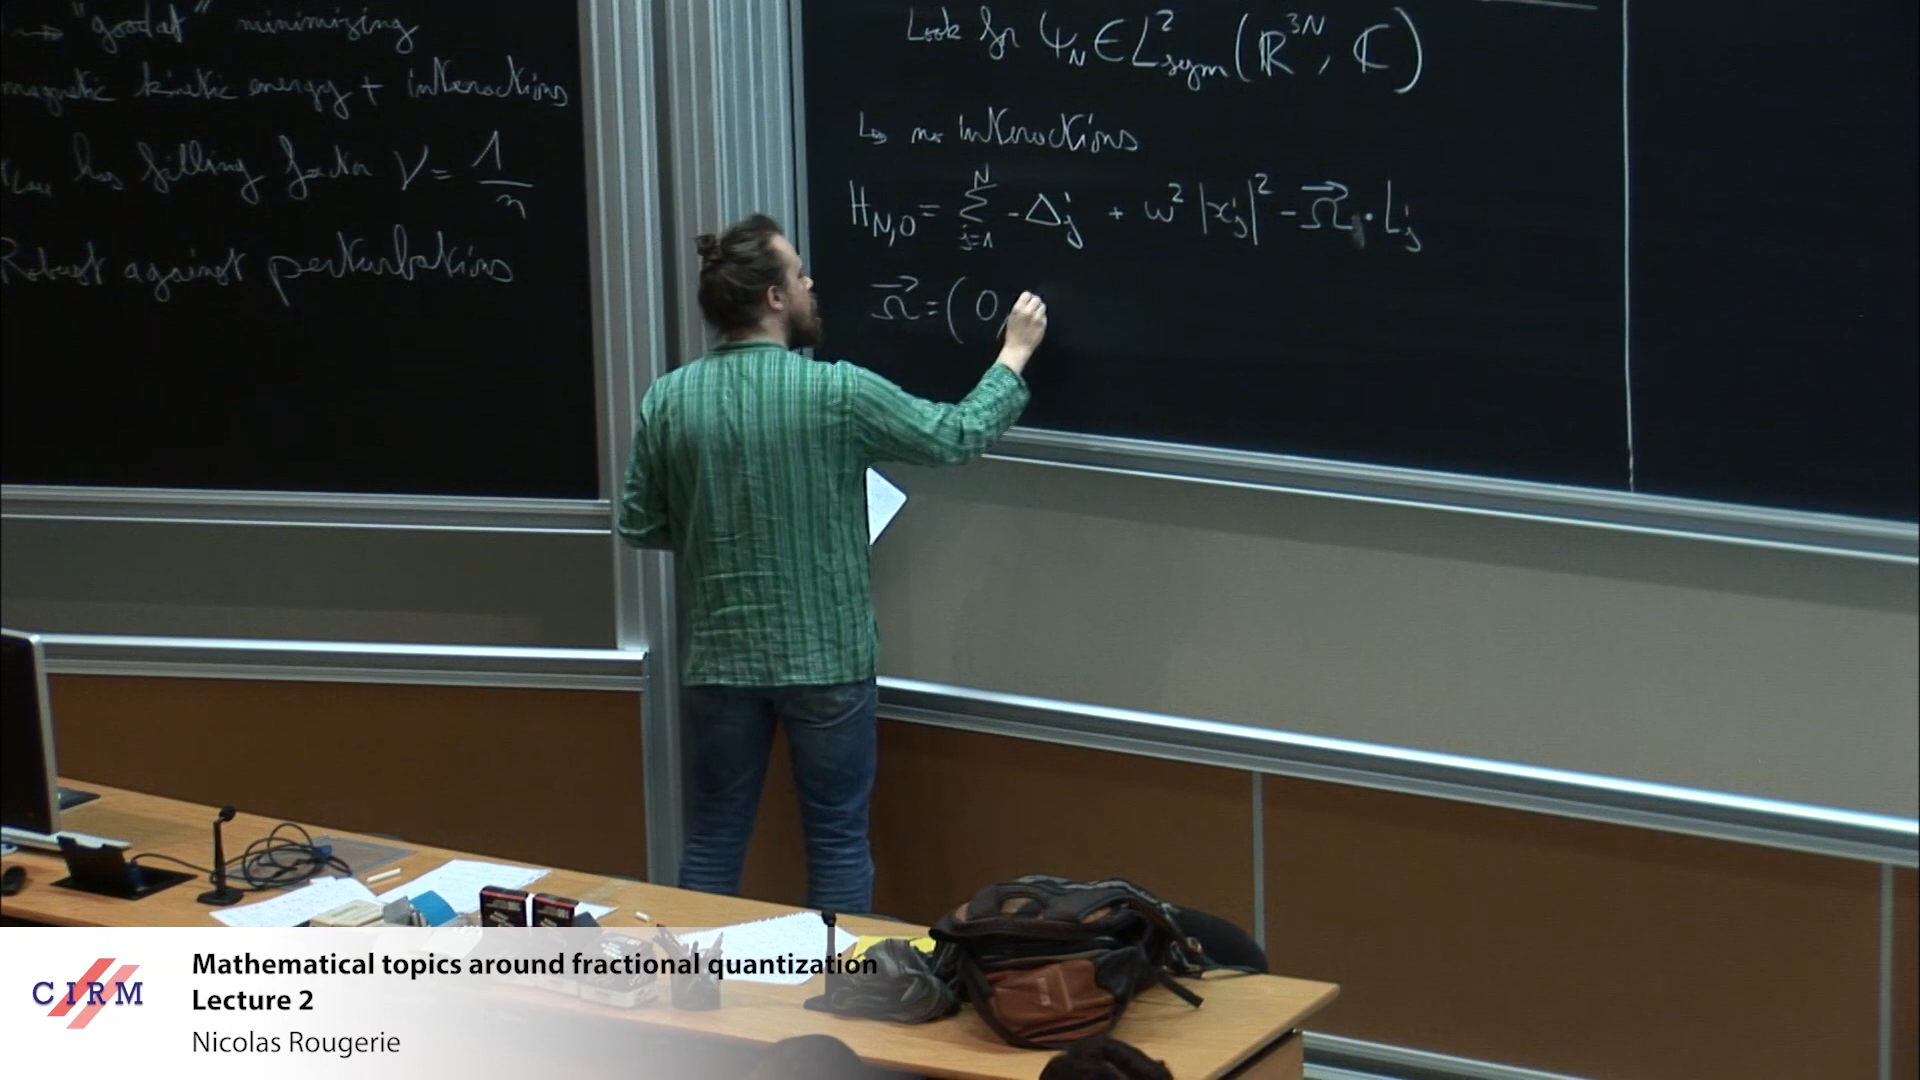 → "good at" minimizing
magnetic kinetic energy + interactions
has filling factor ν = 1/n
Robust against perturbations
Look for Ψ_N ∈ L²_sym(ℝ^{3N}, ℂ)
↳ no interactions
H_{N,0} = ∑_{j=1}^{N} -Δ_j + ω² |x_j|² - Ω⃗ · L_j
Ω⃗ = ( 0,
CIRM
Mathematical topics around fractional quantization
Lecture 2
Nicolas Rougerie